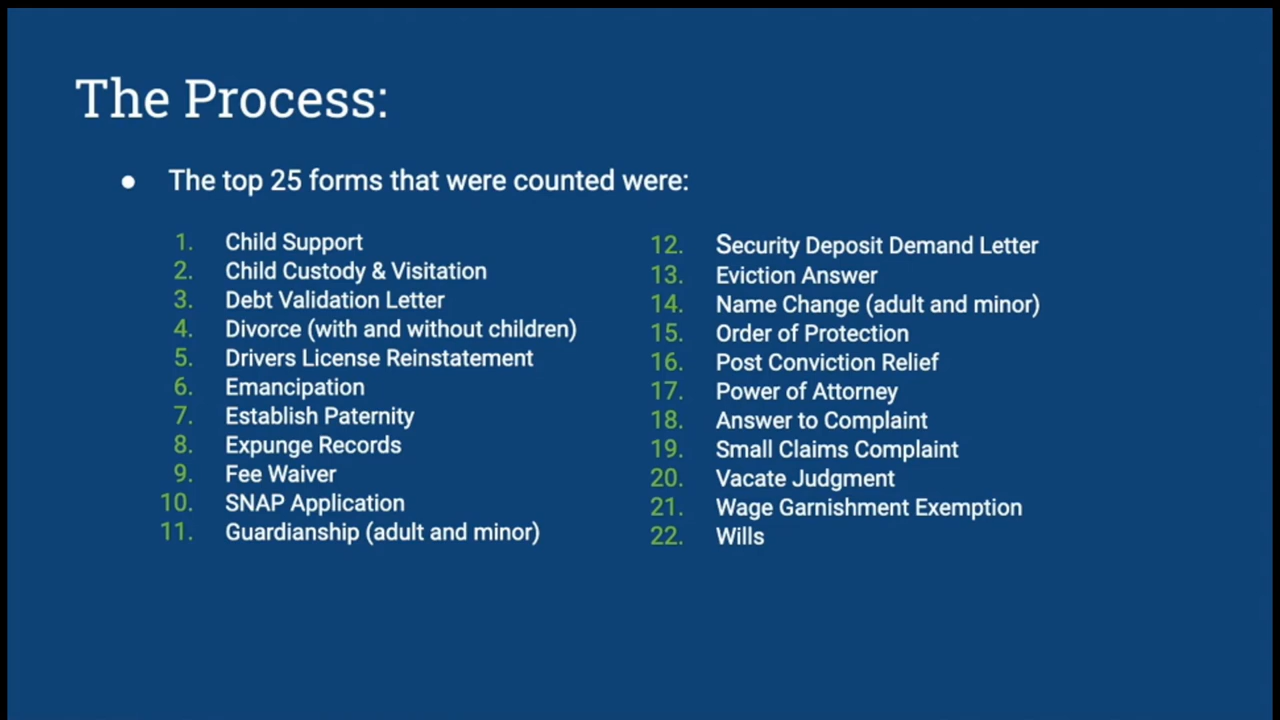 The Process:
● The top 25 forms that were counted were:
1. Child Support
2. Child Custody & Visitation
3. Debt Validation Letter
4. Divorce (with and without children)
5. Drivers License Reinstatement
6. Emancipation
7. Establish Paternity
8. Expunge Records
9. Fee Waiver
10. SNAP Application
11. Guardianship (adult and minor)
12. Security Deposit Demand Letter
13. Eviction Answer
14. Name Change (adult and minor)
15. Order of Protection
16. Post Conviction Relief
17. Power of Attorney
18. Answer to Complaint
19. Small Claims Complaint
20. Vacate Judgment
21. Wage Garnishment Exemption
22. Wills